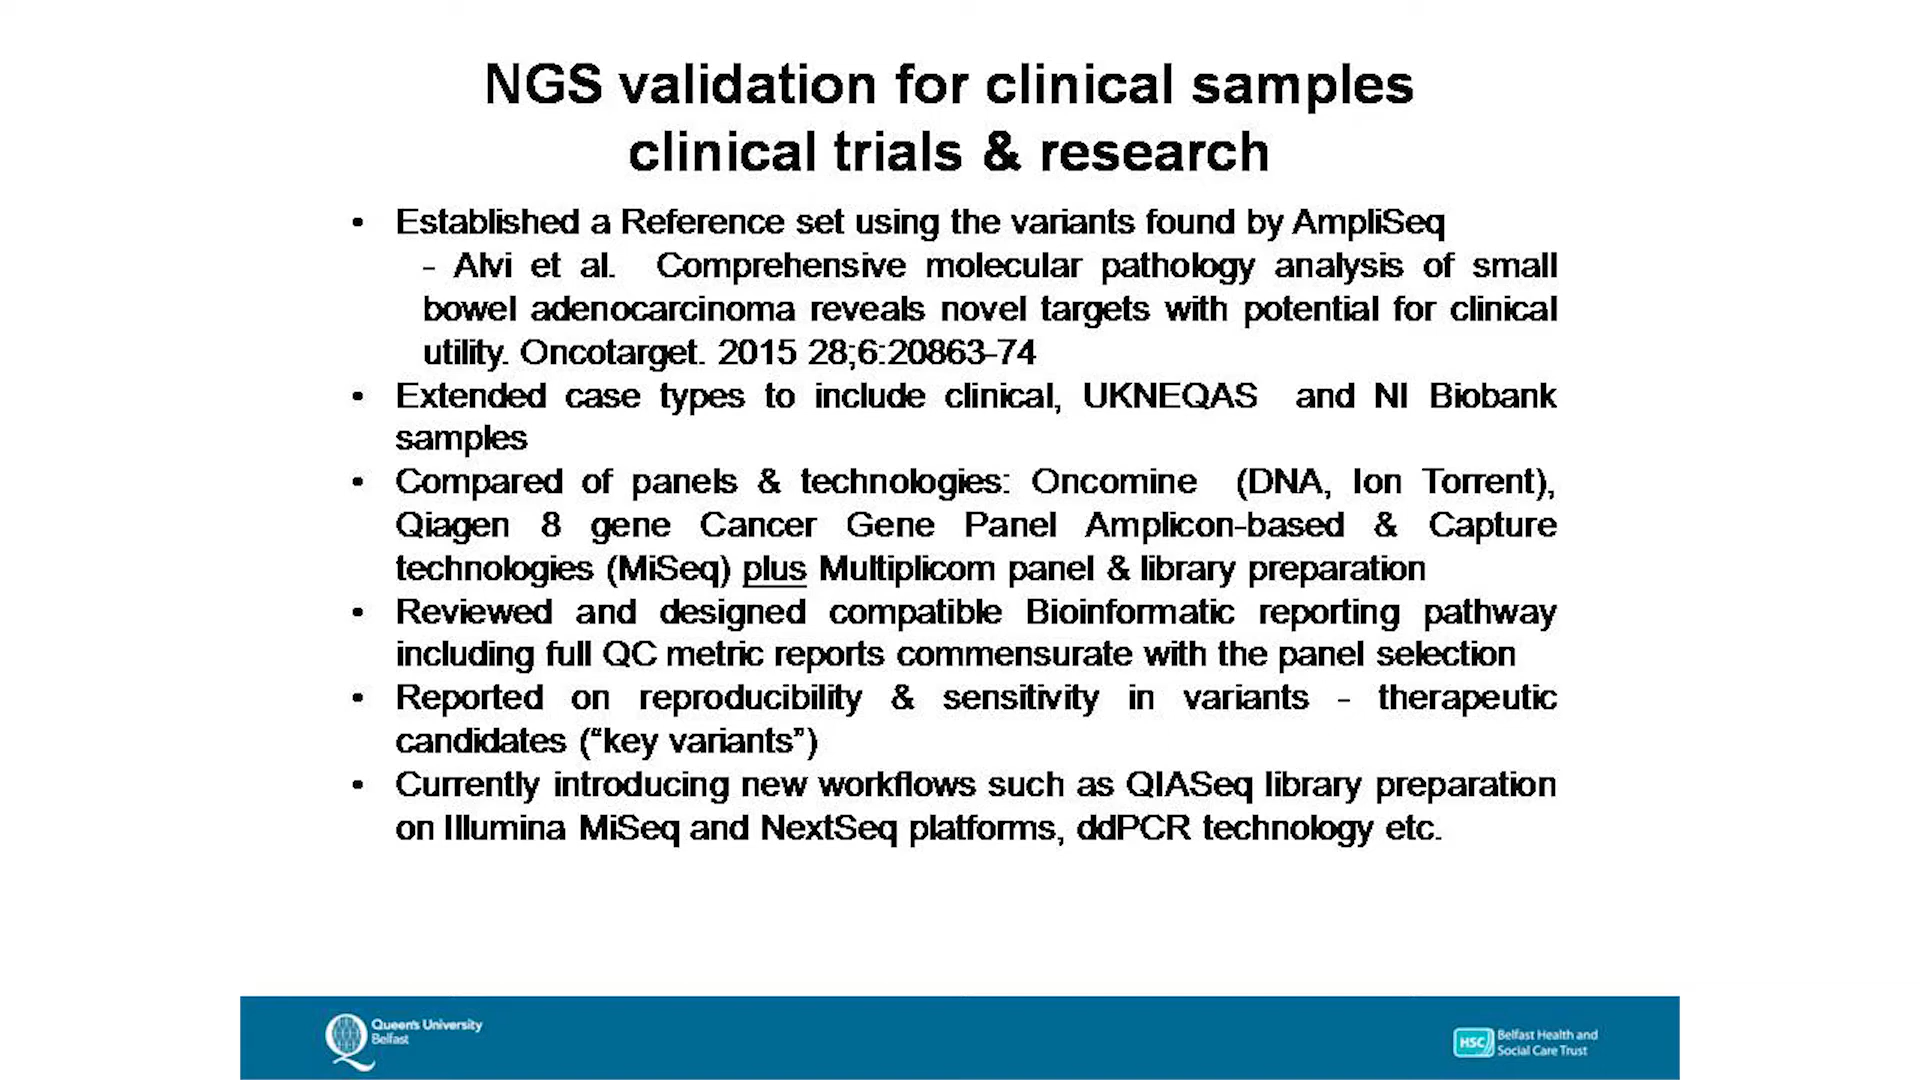 NGS validation for clinical samples
clinical trials & research
• Established a Reference set using the variants found by AmpliSeq
- Alvi et al. Comprehensive molecular pathology analysis of small
bowel adenocarcinoma reveals novel targets with potential for clinical
utility. Oncotarget. 2015 28;6:20863-74
• Extended case types to include clinical, UKNEQAS and NI Biobank
samples
• Compared of panels & technologies: Oncomine (DNA, Ion Torrent),
Qiagen 8 gene Cancer Gene Panel Amplicon-based & Capture
technologies (MiSeq) plus Multiplicom panel & library preparation
• Reviewed and designed compatible Bioinformatic reporting pathway
including full QC metric reports commensurate with the panel selection
• Reported on reproducibility & sensitivity in variants - therapeutic
candidates (“key variants”)
• Currently introducing new workflows such as QIASeq library preparation
on Illumina MiSeq and NextSeq platforms, ddPCR technology etc.
Queen's University
Belfast
HSC Belfast Health and
Social Care Trust